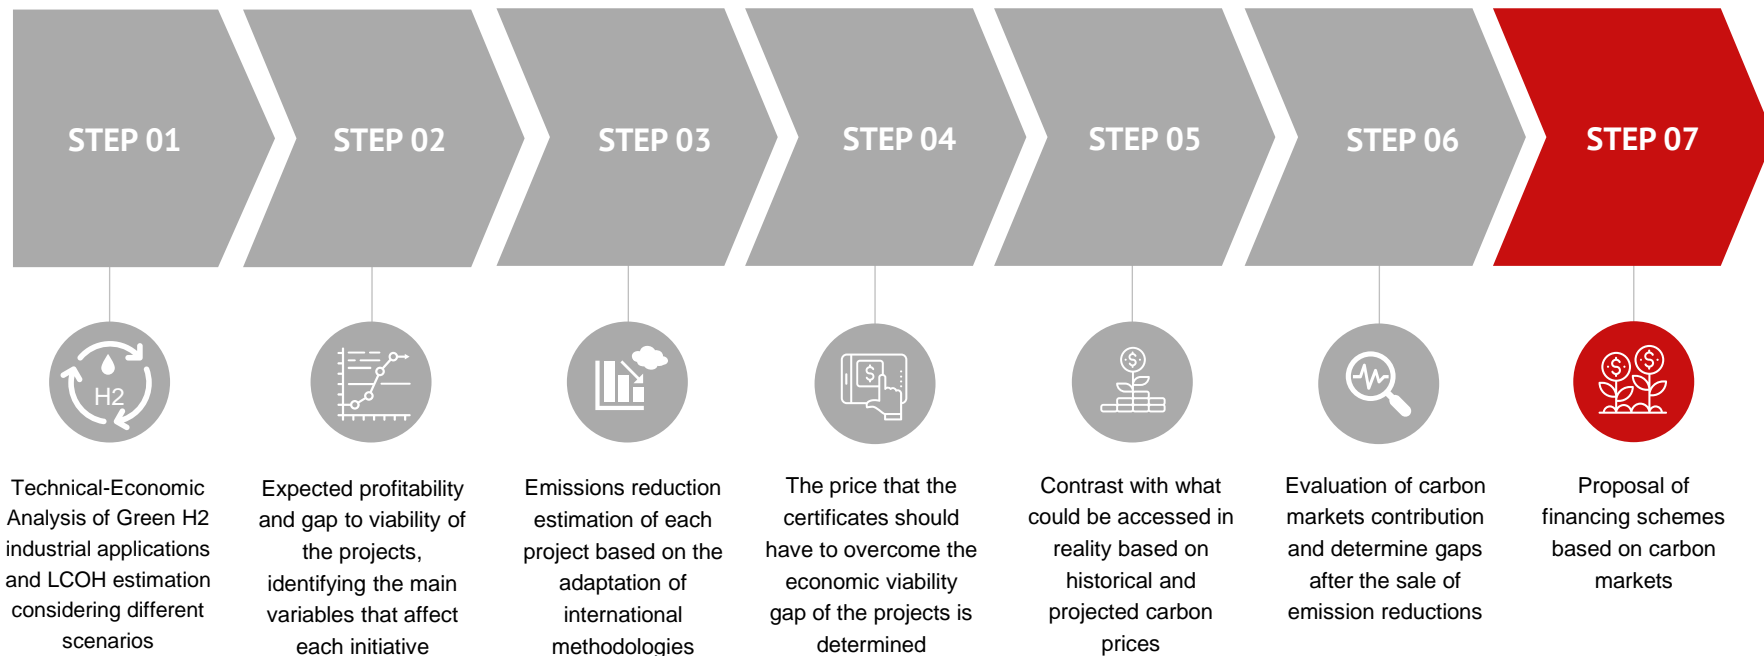 STEP 01
STEP 02
STEP 03
STEP 04
STEP 05
STEP 06
STEP 07
H2
$
$
$ $
Technical-Economic
Analysis of Green H2
industrial applications
and LCOH estimation
considering different
scenarios
Expected profitability
and gap to viability of
the projects,
identifying the main
variables that affect
each initiative
Emissions reduction
estimation of each
project based on the
adaptation of
international
methodologies
The price that the
certificates should
have to overcome the
economic viability
gap of the projects is
determined
Contrast with what
could be accessed in
reality based on
historical and
projected carbon
prices
Evaluation of carbon
markets contribution
and determine gaps
after the sale of
emission reductions
Proposal of
financing schemes
based on carbon
markets